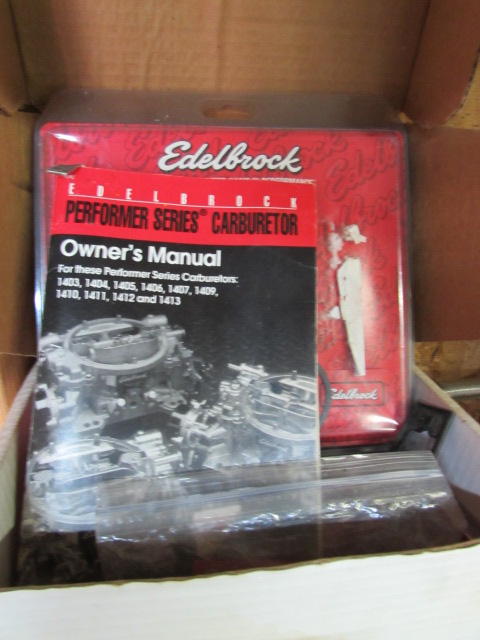 Edelbrock
EDELBROCK
PERFORMER SERIES® CARBURETOR
Owner's Manual
For these Performer Series Carburetors:
1403, 1404, 1405, 1406, 1407, 1409,
1410, 1411, 1412 and 1413
Edelbrock